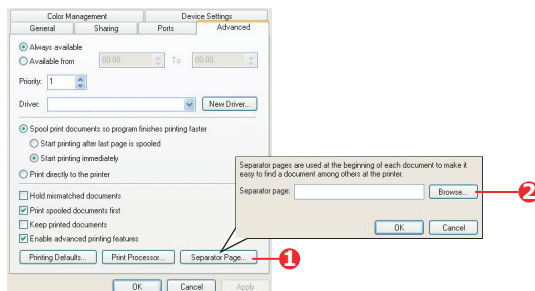 Color Management Device Settings
General Sharing Ports Advanced
Always available
Available from 00:00 To 00:00
Priority: 1
Driver: New Driver...
Spool print documents so program finishes printing faster
Start printing after last page is spooled
Start printing immediately
Print directly to the printer
Hold mismatched documents
Print spooled documents first
Keep printed documents
Enable advanced printing features
Printing Defaults... Print Processor... Separator Page...
OK Cancel Apply
Separator pages are used at the beginning of each document to make it
easy to find a document among others at the printer.
Separator page: Browse...
OK Cancel
1
2